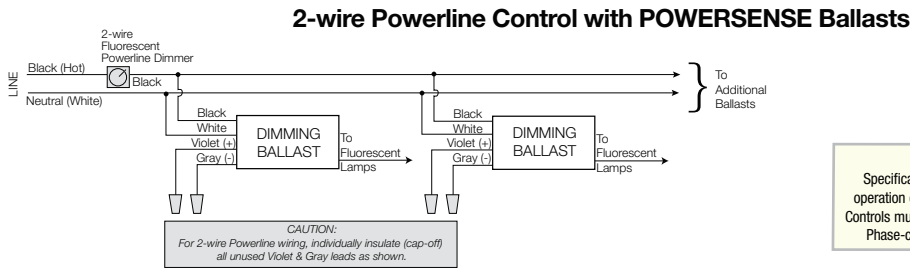 2-wire Powerline Control with POWERSENSE Ballasts
2-wire
Fluorescent
Powerline Dimmer
LINE
Black (Hot)
Black
Neutral (White)
To
Additional
Ballasts
Black
White
Violet (+)
Gray (-)
DIMMING
BALLAST
To
Fluorescent
Lamps
Black
White
Violet (+)
Gray (-)
DIMMING
BALLAST
To
Fluorescent
Lamps
CAUTION:
For 2-wire Powerline wiring, individually insulate (cap-off)
all unused Violet & Gray leads as shown.
operation
Controls